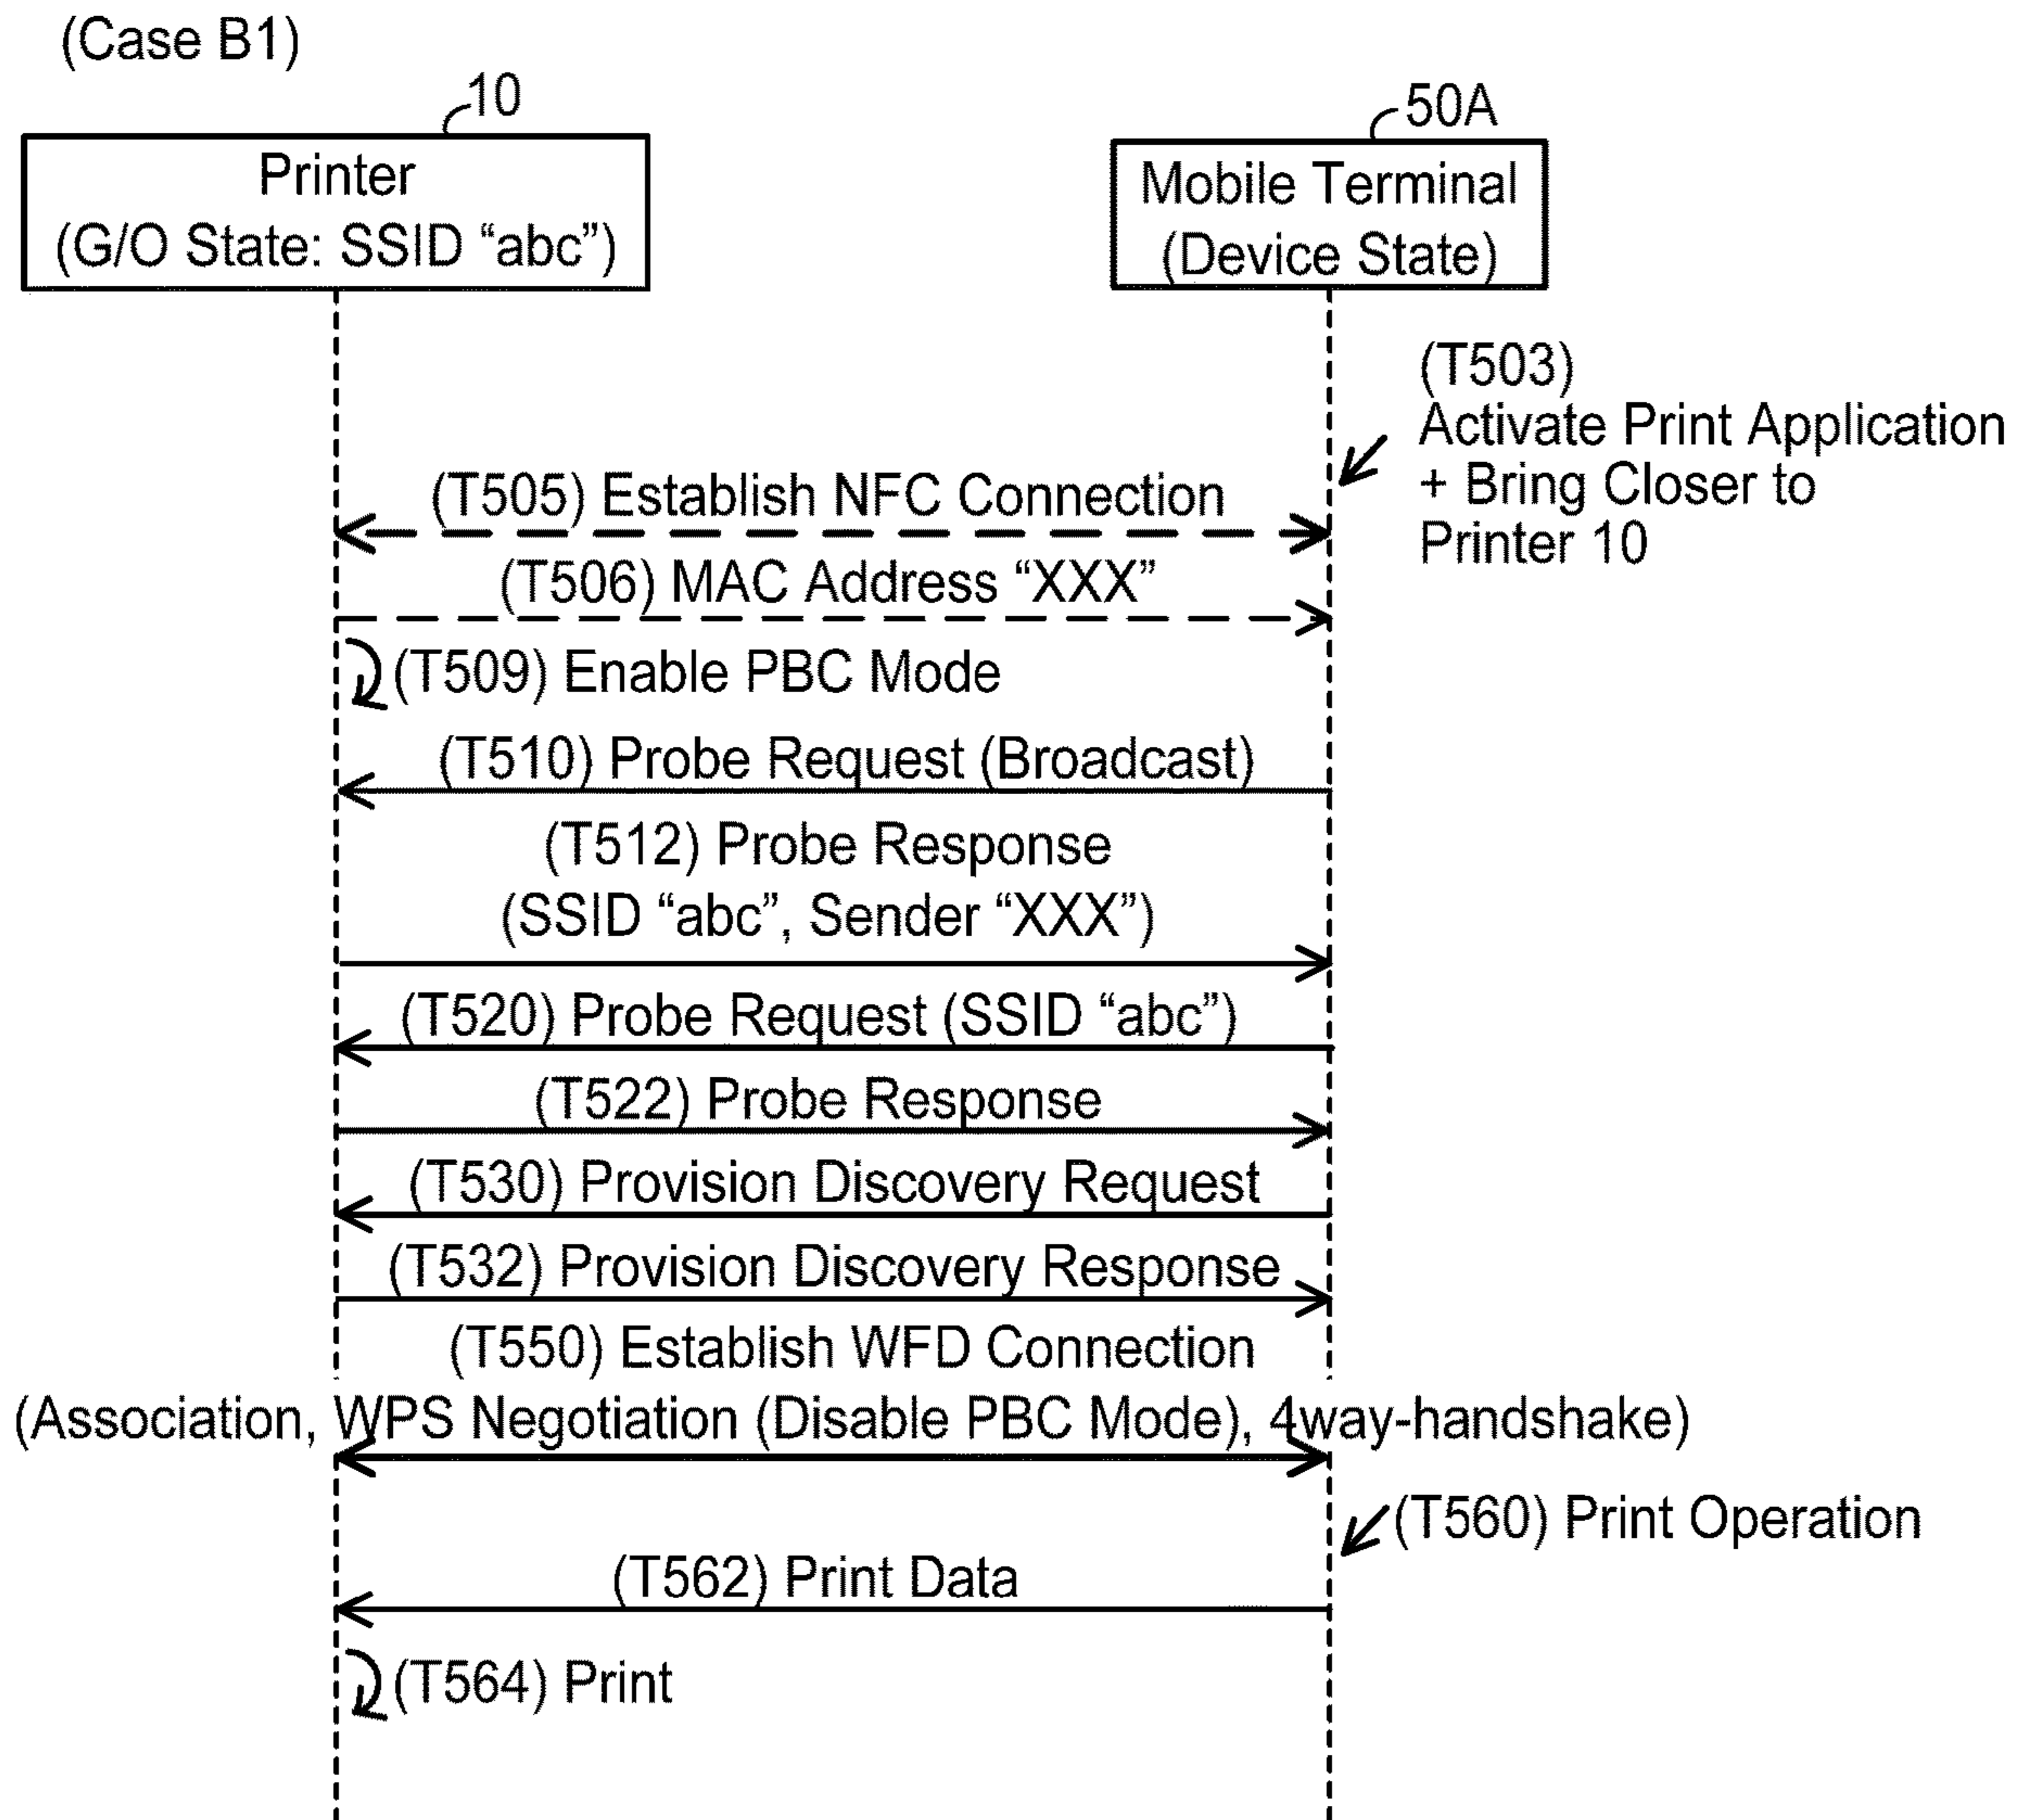 (Case B1)
10
50A
Printer
(G/O State: SSID “abc”)
Mobile Terminal
(Device State)
(T503)
Activate Print Application
+ Bring Closer to
Printer 10
(T505) Establish NFC Connection
(T506) MAC Address “XXX”
(T509) Enable PBC Mode
(T510) Probe Request (Broadcast)
(T512) Probe Response
(SSID “abc”, Sender “XXX”)
(T520) Probe Request (SSID “abc”)
(T522) Probe Response
(T530) Provision Discovery Request
(T532) Provision Discovery Response
(T550) Establish WFD Connection
(Association, WPS Negotiation (Disable PBC Mode), 4way-handshake)
(T560) Print Operation
(T562) Print Data
(T564) Print